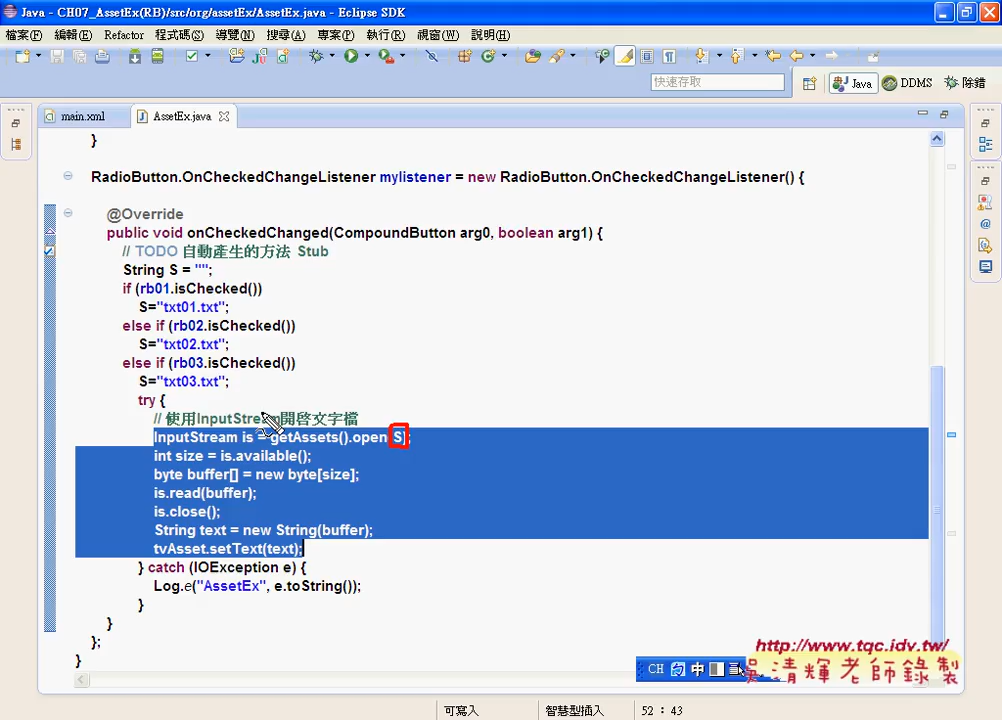 Java - CH07_AssetEx(RB)/src/org/assetEx/AssetEx.java - Eclipse SDK
檔案(F) 編輯(E) Refactor 程式碼(S) 導覽(N) 搜尋(A) 專案(P) 執行(R) 視窗(W) 說明(H)
快速存取
Java DDMS 除錯
main.xml AssetEx.java
}
RadioButton.OnCheckedChangeListener mylistener = new RadioButton.OnCheckedChangeListener() {
@Override
public void onCheckedChanged(CompoundButton arg0, boolean arg1) {
// TODO 自動產生的方法 Stub
String S = "";
if (rb01.isChecked())
S="txt01.txt";
else if (rb02.isChecked())
S="txt02.txt";
else if (rb03.isChecked())
S="txt03.txt";
try {
// 使用InputStream開啓文字檔
InputStream is = getAssets().open(S);
int size = is.available();
byte buffer[] = new byte[size];
is.read(buffer);
is.close();
String text = new String(buffer);
tvAsset.setText(text);
} catch (IOException e) {
Log.e("AssetEx", e.toString());
}
}
};
}
http://www.tqc.idv.tw/
CH 中
吳清輝老師錄製
可寫入 智慧型插入 52 : 43